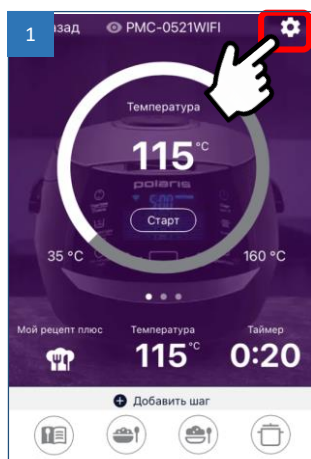 1
азад PMC-0521WIFI
Температура
115 °C
polaris
Старт
35 °C 160 °C
Мой рецепт плюс Температура Таймер
115 °C 0:20
Добавить шаг